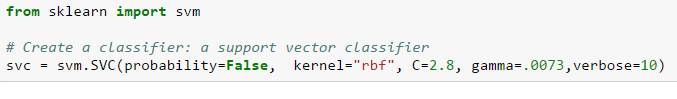 from sklearn import svm
# Create a classifier: a support vector classifier
svc = svm.SVC(probability=False,  kernel="rbf", C=2.8, gamma=.0073,verbose=10)